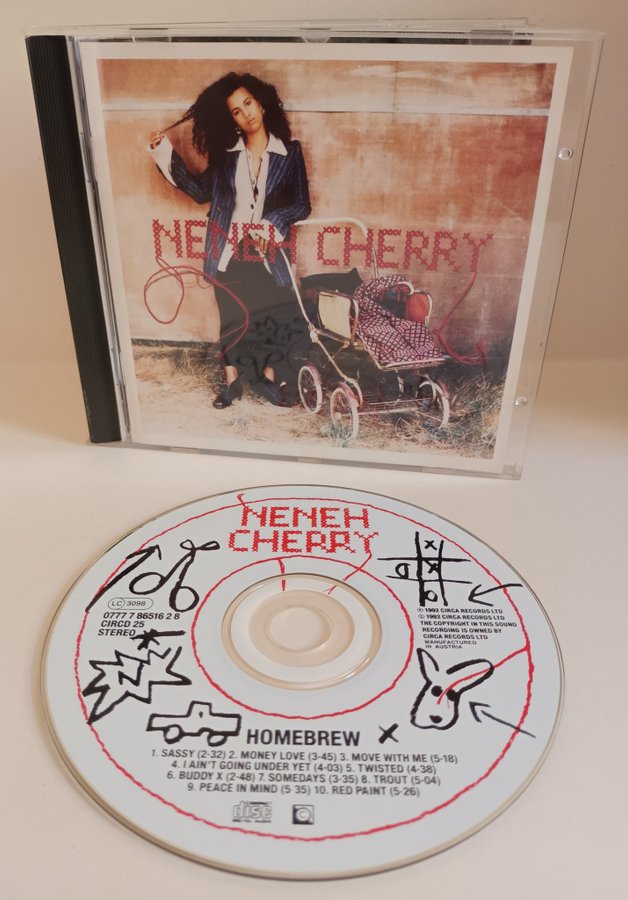 NENEH CHERRY
NENEH
CHERRY
LC 3098
0777 7 86516 2 8
CIRCD 25
STEREO
X
X
O
O
℗ 1992 CIRCA RECORDS LTD
© 1992 CIRCA RECORDS LTD
THE COPYRIGHT IN THIS SOUND
RECORDING IS OWNED BY
CIRCA RECORDS LTD
MANUFACTURED
IN AUSTRIA
HOMEBREW X
1. SASSY (2-32) 2. MONEY LOVE (3-45) 3. MOVE WITH ME (5-18)
4. I AIN'T GOING UNDER YET (4-03) 5. TWISTED (4-38)
6. BUDDY X (2-48) 7. SOMEDAYS (3-35) 8. TROUT (5-04)
9. PEACE IN MIND (5 35) 10. RED PAINT (5-26)
disc
DIGITAL AUDIO